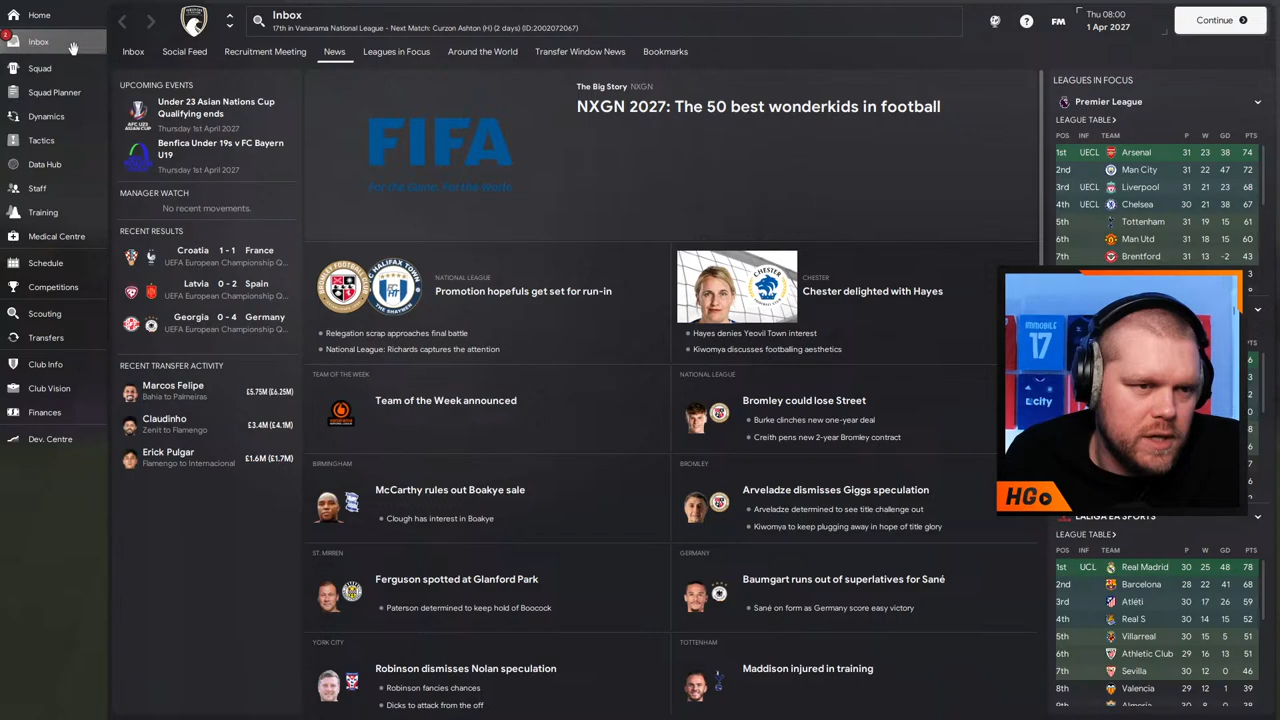 Home
2
Inbox
Squad
Squad Planner
Dynamics
Tactics
Data Hub
Staff
Training
Medical Centre
Schedule
Competitions
Scouting
Transfers
Club Info
Club Vision
Finances
Dev. Centre
Inbox
17th in Vanarama National League - Next Match: Curzon Ashton (H) (2 days) (ID:2002072067)
FM
Thu 08:00
1 Apr 2027
Continue
Inbox Social Feed Recruitment Meeting News Leagues in Focus Around the World Transfer Window News Bookmarks
UPCOMING EVENTS
Under 23 Asian Nations Cup
Qualifying ends
Thursday 1st April 2027
Benfica Under 19s v FC Bayern
U19
Thursday 1st April 2027
MANAGER WATCH
No recent movements.
RECENT RESULTS
Croatia 1 - 1 France
UEFA European Championship Q...
Latvia 0 - 2 Spain
UEFA European Championship Q...
Georgia 0 - 4 Germany
UEFA European Championship Q...
RECENT TRANSFER ACTIVITY
Marcos Felipe
Bahia to Palmeiras
£5.75M (£6.25M)
Claudinho
Zenit to Flamengo
£3.4M (£4.1M)
Erick Pulgar
Flamengo to Internacional
£1.6M (£1.7M)
FIFA
For the Game. For the World.
The Big Story NXGN
NXGN 2027: The 50 best wonderkids in football
NATIONAL LEAGUE
Promotion hopefuls get set for run-in
Relegation scrap approaches final battle
National League: Richards captures the attention
CHESTER
Chester delighted with Hayes
Hayes denies Yeovil Town interest
Kiwomya discusses footballing aesthetics
TEAM OF THE WEEK
Team of the Week announced
NATIONAL LEAGUE
Bromley could lose Street
Burke clinches new one-year deal
Creith pens new 2-year Bromley contract
BIRMINGHAM
McCarthy rules out Boakye sale
Clough has interest in Boakye
BROMLEY
Arveladze dismisses Giggs speculation
Arveladze determined to see title challenge out
Kiwomya to keep plugging away in hope of title glory
ST. MIRREN
Ferguson spotted at Glanford Park
Paterson determined to keep hold of Boocock
GERMANY
Baumgart runs out of superlatives for Sané
Sané on form as Germany score easy victory
YORK CITY
Robinson dismisses Nolan speculation
Robinson fancies chances
Dicks to attack from the off
TOTTENHAM
Maddison injured in training
LEAGUES IN FOCUS
Premier League
LEAGUE TABLE
POS INF TEAM P W GD PTS
1st UECL Arsenal 31 23 38 74
2nd Man City 31 22 47 72
3rd UECL Liverpool 31 21 23 68
4th UECL Chelsea 30 21 38 67
5th Tottenham 31 19 15 61
6th Man Utd 31 18 15 60
7th Brentford 31 13 -2 43
IMMOBILE
17
city
HGO
LALIGA EA SPORTS
LEAGUE TABLE
POS INF TEAM P W GD PTS
1st UCL Real Madrid 30 25 48 78
2nd Barcelona 28 22 41 68
3rd Atléti 30 17 26 59
4th Real S 30 14 15 52
5th Villarreal 30 15 5 51
6th Athletic Club 30 16 13 51
7th Sevilla 30 12 0 46
8th Valencia 29 12 1 39